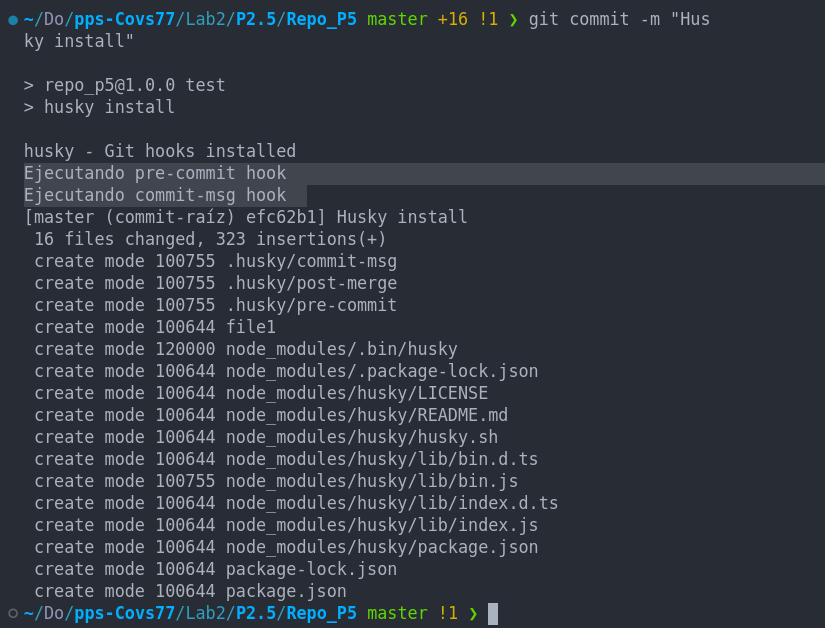 ~/Do/pps-Covs77/Lab2/P2.5/Repo_P5 master +16 !1 ❯ git commit -m "Hus
ky install"
> repo_p5@1.0.0 test
> husky install
husky - Git hooks installed
Ejecutando pre-commit hook
Ejecutando commit-msg hook
[master (commit-raíz) efc62b1] Husky install
 16 files changed, 323 insertions(+)
 create mode 100755 .husky/commit-msg
 create mode 100755 .husky/post-merge
 create mode 100755 .husky/pre-commit
 create mode 100644 file1
 create mode 120000 node_modules/.bin/husky
 create mode 100644 node_modules/.package-lock.json
 create mode 100644 node_modules/husky/LICENSE
 create mode 100644 node_modules/husky/README.md
 create mode 100644 node_modules/husky/husky.sh
 create mode 100644 node_modules/husky/lib/bin.d.ts
 create mode 100755 node_modules/husky/lib/bin.js
 create mode 100644 node_modules/husky/lib/index.d.ts
 create mode 100644 node_modules/husky/lib/index.js
 create mode 100644 node_modules/husky/package.json
 create mode 100644 package-lock.json
 create mode 100644 package.json
~/Do/pps-Covs77/Lab2/P2.5/Repo_P5 master !1 ❯